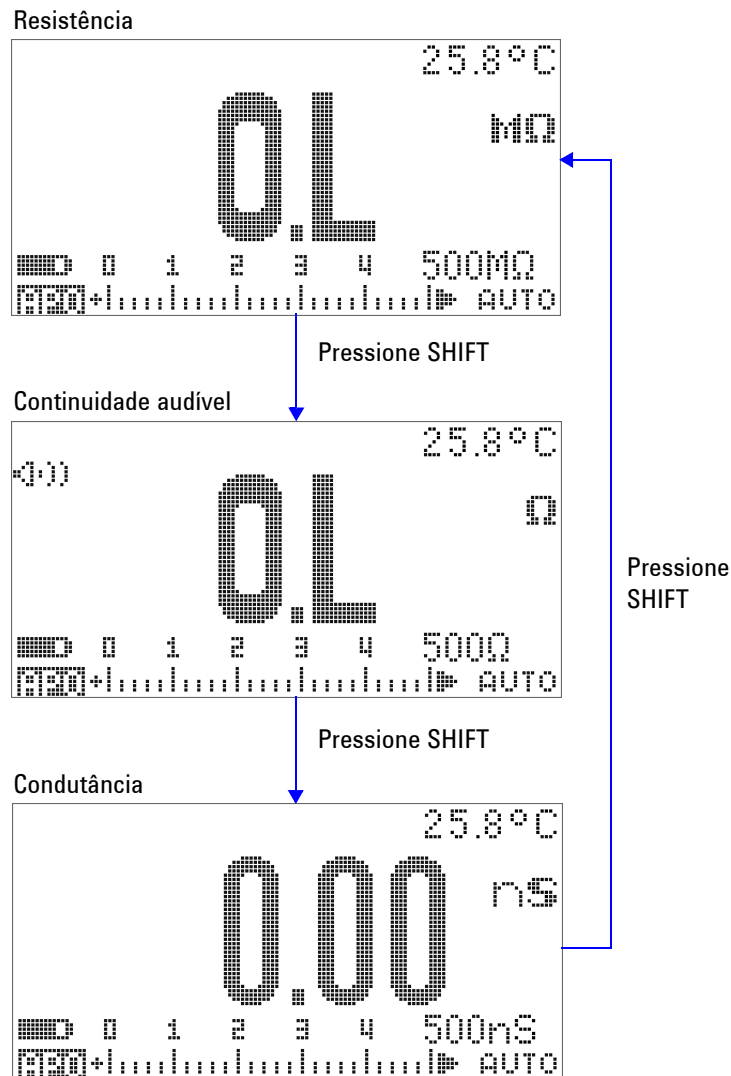 Resistência
25.8°C
0.L
MΩ
0 1 2 3 4 500MΩ
AUTO
Pressione SHIFT
Continuidade audível
25.8°C
0.L
Ω
0 1 2 3 4 500Ω
AUTO
Pressione SHIFT
Pressione
SHIFT
Condutância
25.8°C
0.00
nS
0 1 2 3 4 500nS
AUTO